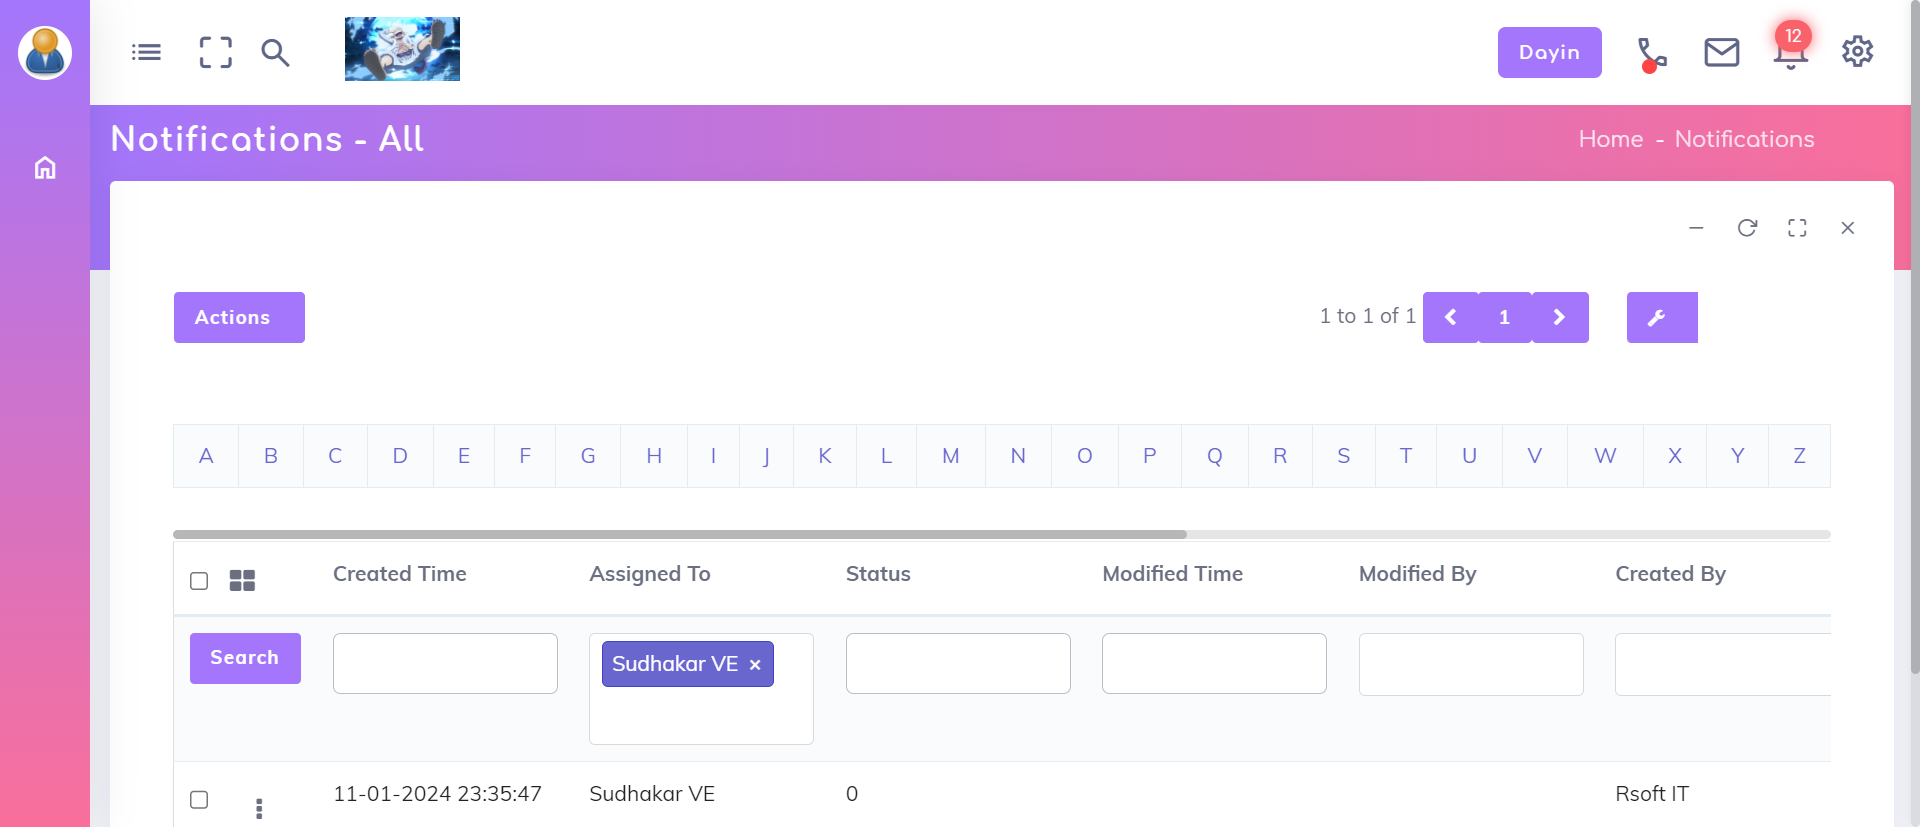 Dayin
12
Notifications - All
Home - Notifications
Actions
1 to 1 of 1
1
A B C D E F G H I J K L M N O P Q R S T U V W X Y Z
Created Time Assigned To Status Modified Time Modified By Created By
Search
Sudhakar VE ×
11-01-2024 23:35:47 Sudhakar VE 0 Rsoft IT